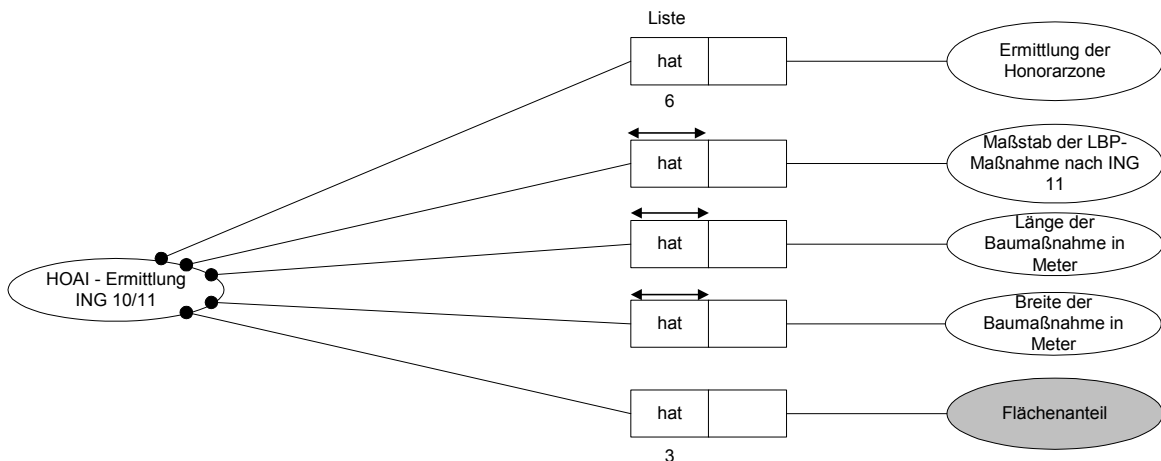 Liste
hat
Ermittlung der
Honorarzone
6
hat
Maßstab der LBP-
Maßnahme nach ING
11
hat
Länge der
Baumaßnahme in
Meter
HOAI - Ermittlung
ING 10/11
hat
Breite der
Baumaßnahme in
Meter
hat
Flächenanteil
3